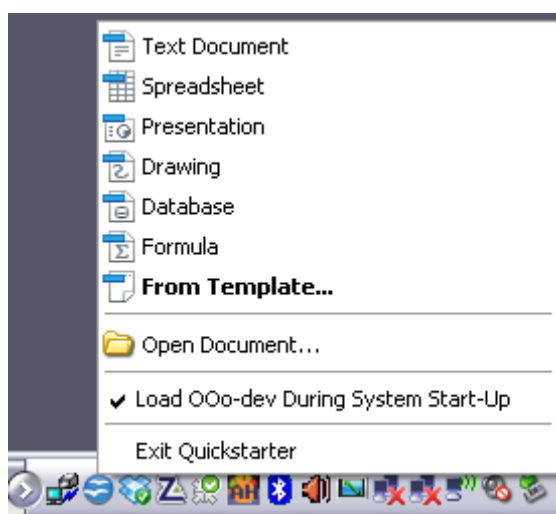 Text Document
Spreadsheet
Presentation
Drawing
Database
Formula
From Template...
Open Document...
Load OOo-dev During System Start-Up
Exit Quickstarter